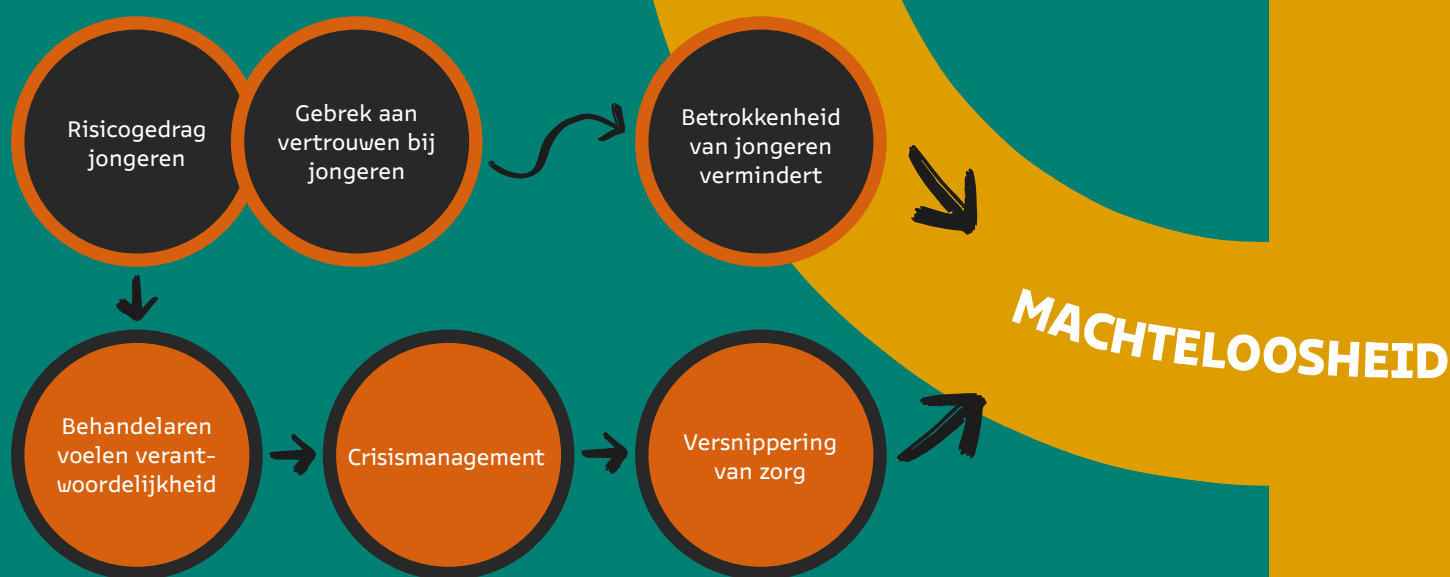 Risicogedrag
jongeren
Gebrek aan
vertrouwen bij
jongeren
Betrokkenheid
van jongeren
vermindert
MACHTELOOSHEID
Behandelaren
voelen verant-
woordelijkheid
Crisismanagement
Versnippering
van zorg